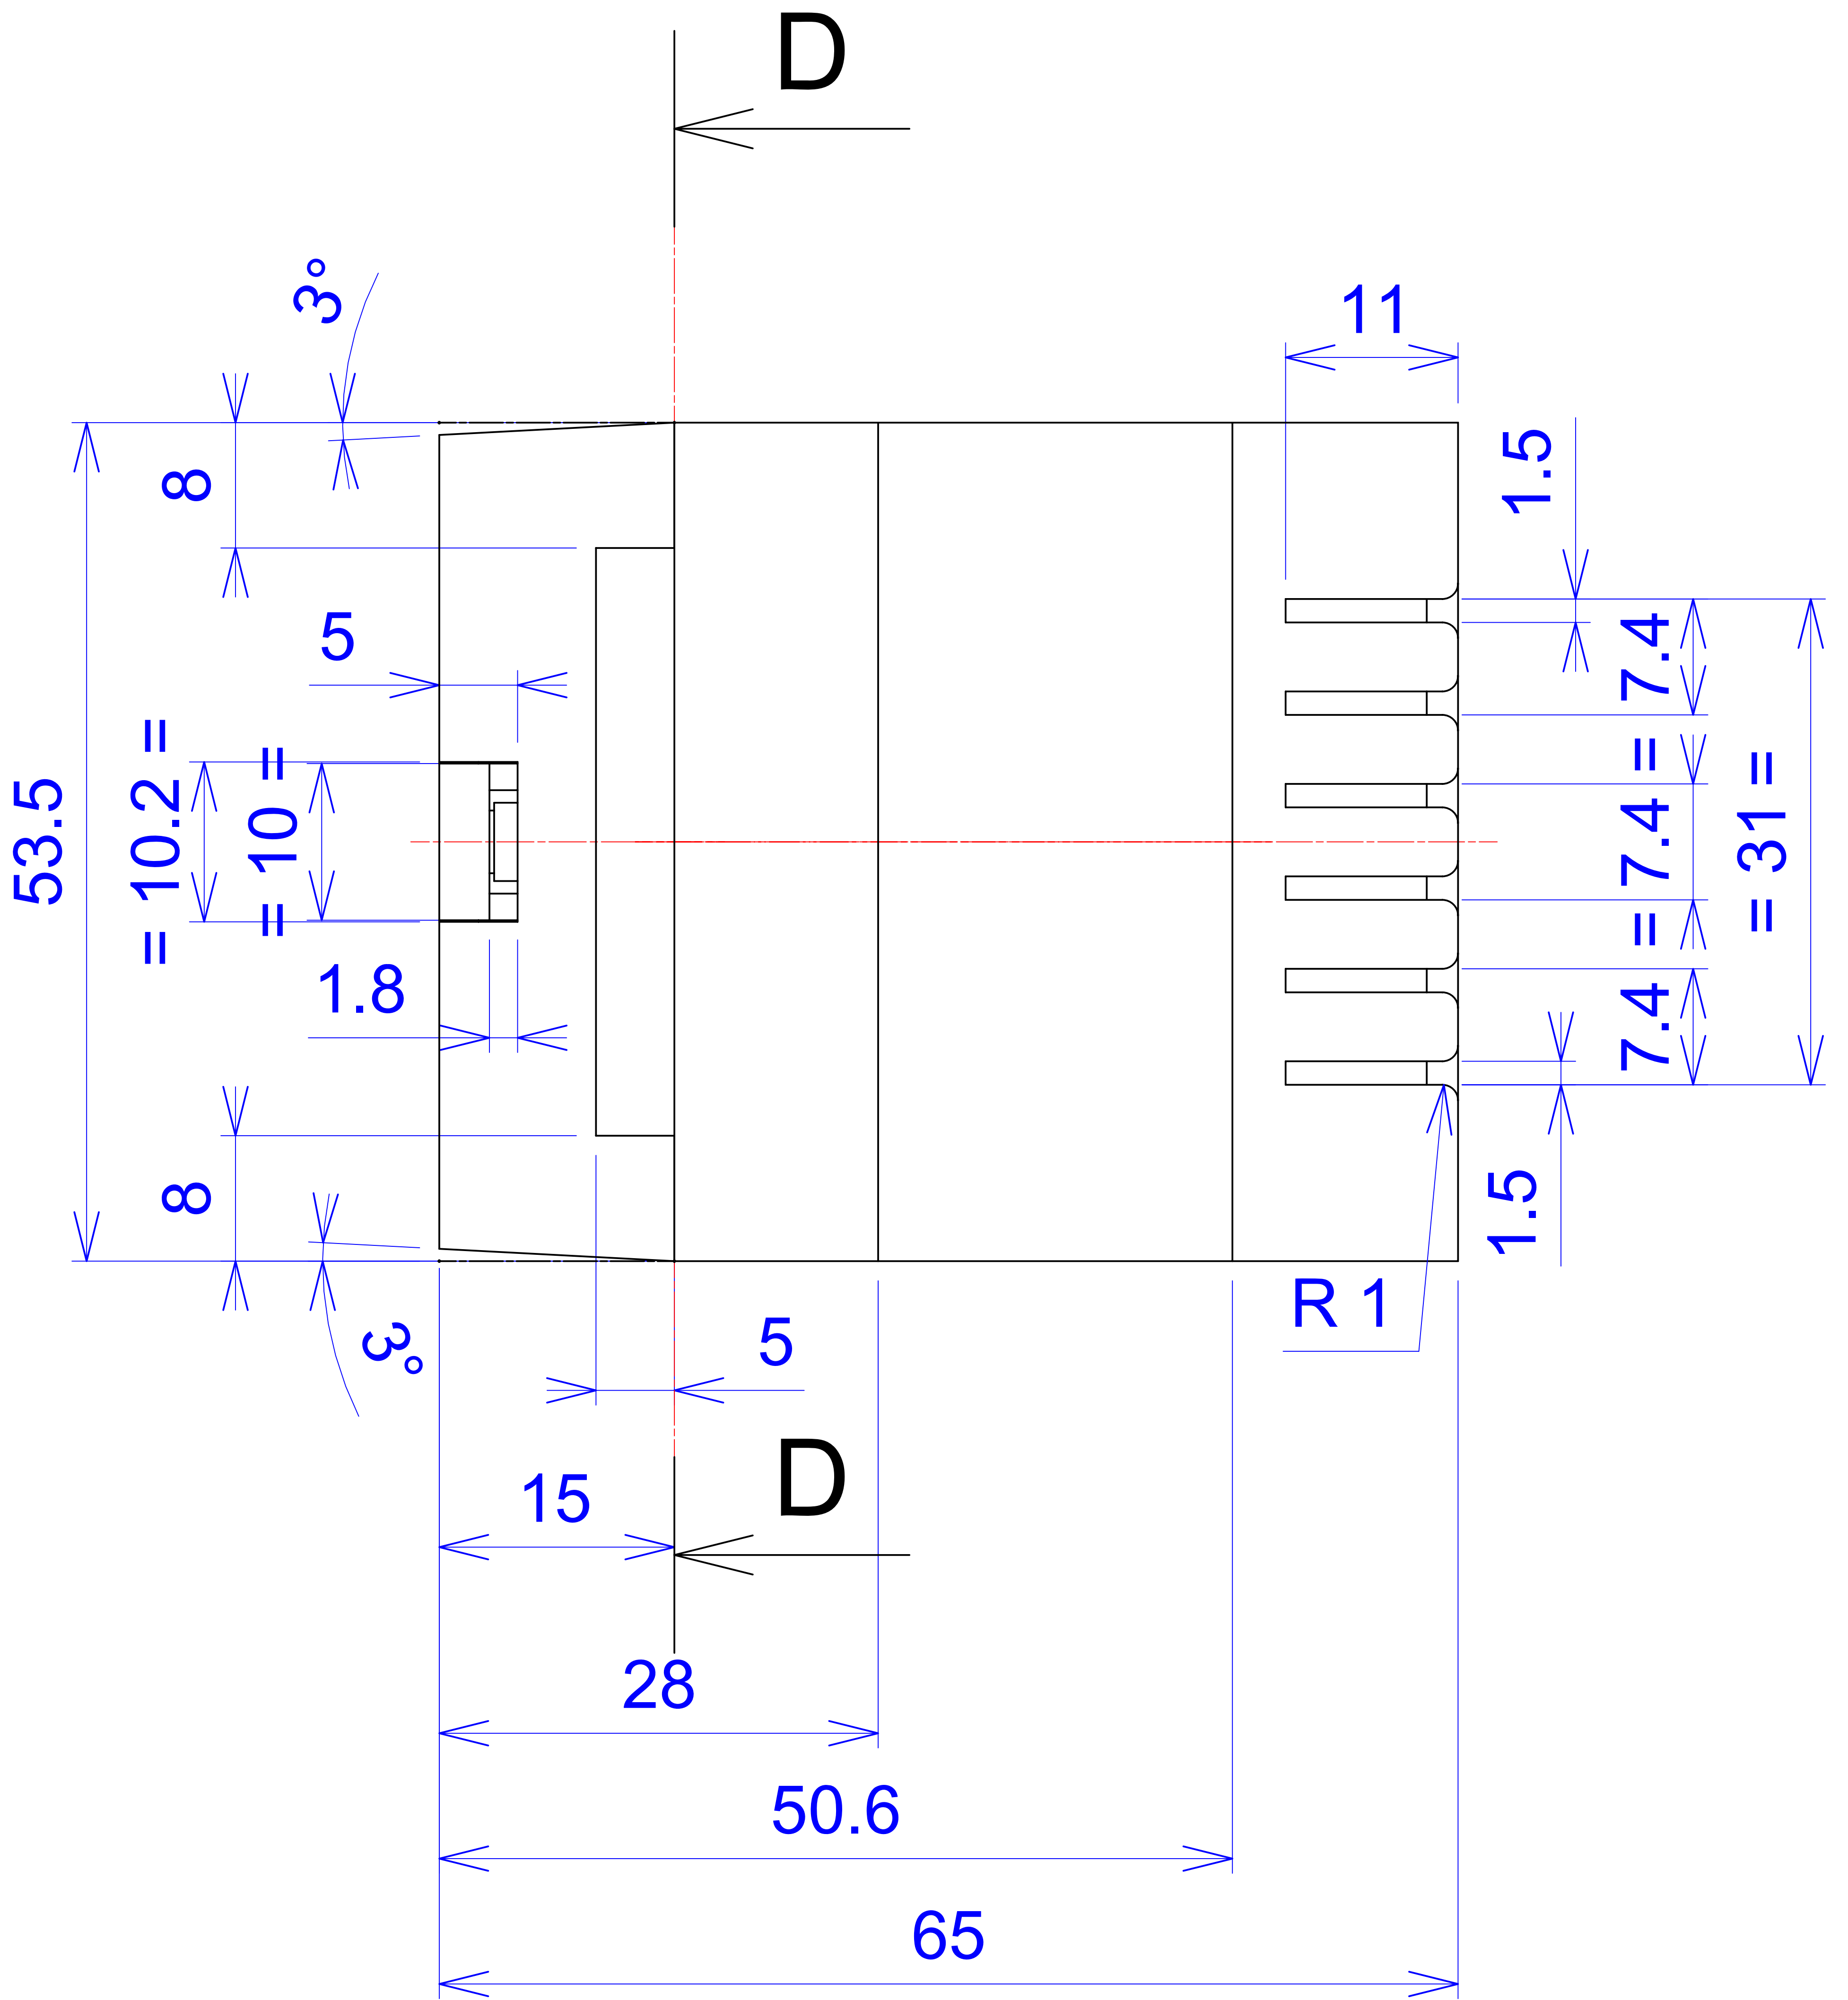 D
3°
11
8
1.5
5
7.4
53.5
= 10.2 =
= 10 =
= 7.4 =
= 31 =
1.8
7.4
8
1.5
R 1
3°
5
D
15
28
50.6
65